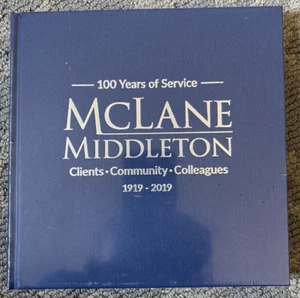 100 Years of Service
McLane
Middleton
Clients • Community • Colleagues
1919 - 2019